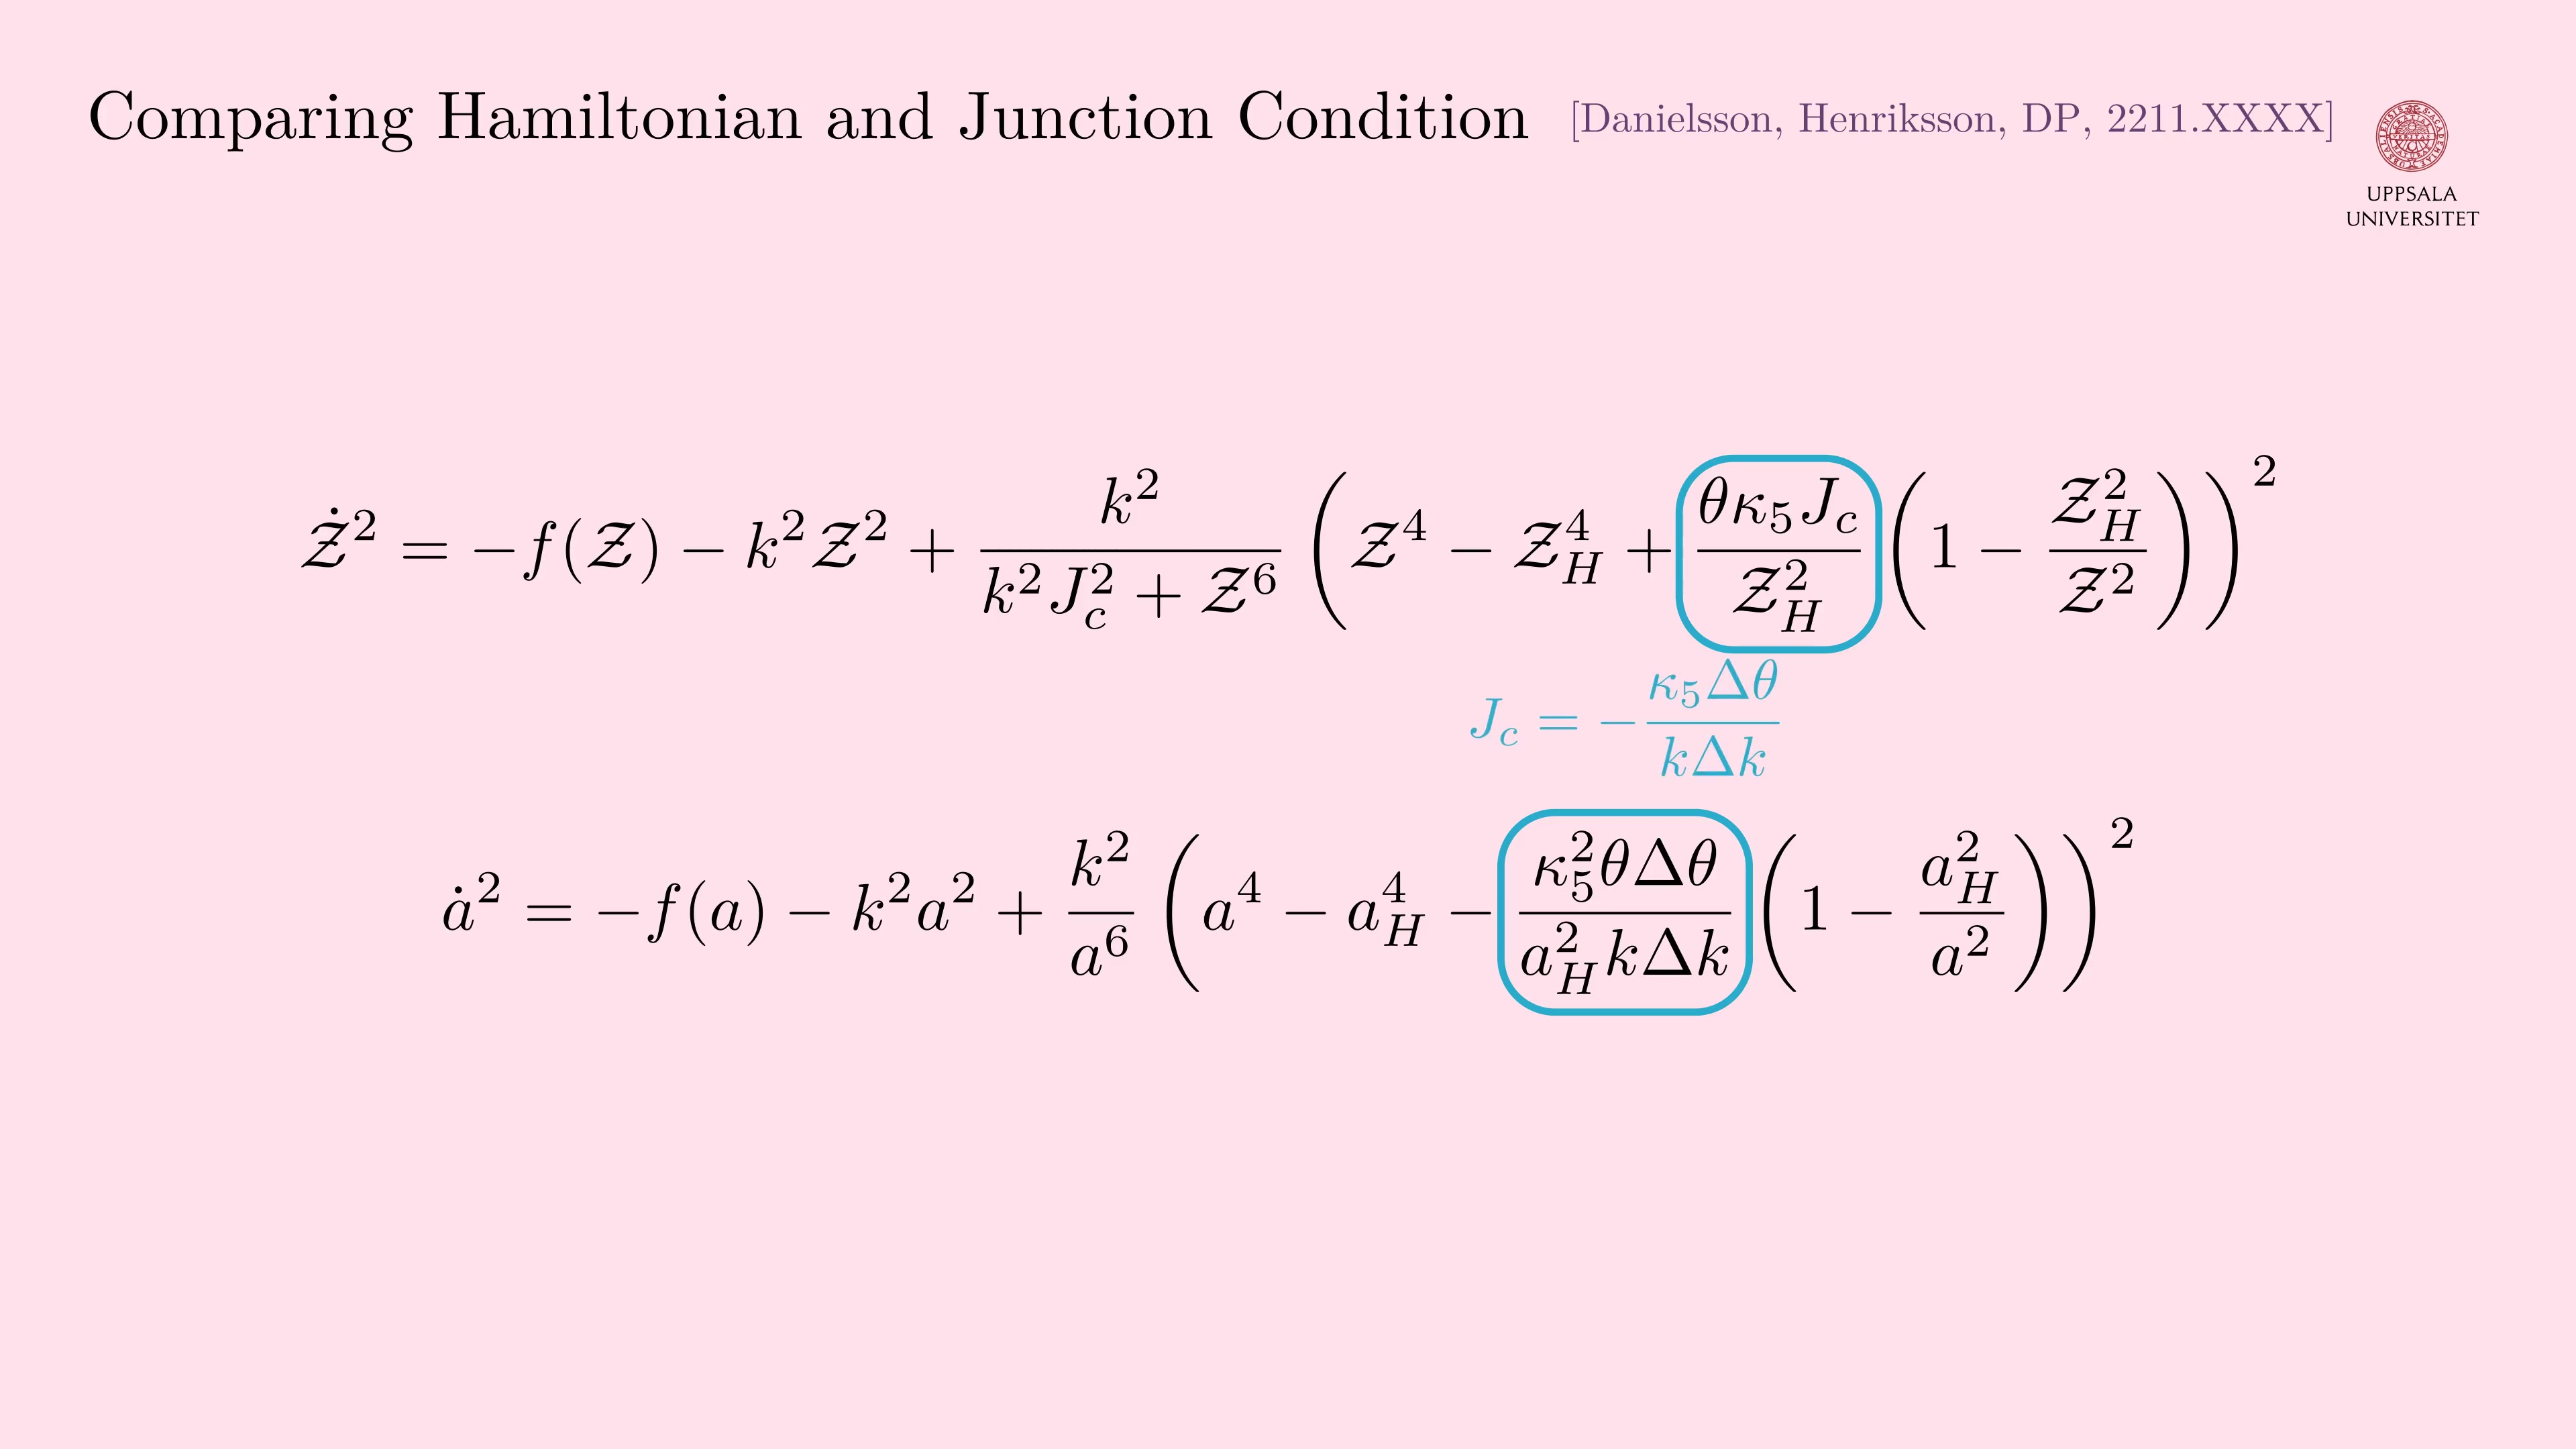 Comparing Hamiltonian and Junction Condition [Danielsson, Henriksson, DP, 2211.XXXX]
UPPSALA
UNIVERSITET
$\dot{\mathcal{Z}}^2 = -f(\mathcal{Z}) - k^2 \mathcal{Z}^2 + \frac{k^2}{k^2 J_c^2 + \mathcal{Z}^6} \left( \mathcal{Z}^4 - \mathcal{Z}_H^4 + \frac{\theta \kappa_5 J_c}{\mathcal{Z}_H^2} \left( 1 - \frac{\mathcal{Z}_H^2}{\mathcal{Z}^2} \right) \right)^2$
$J_c = -\frac{\kappa_5 \Delta\theta}{k \Delta k}$
$\dot{a}^2 = -f(a) - k^2 a^2 + \frac{k^2}{a^6} \left( a^4 - a_H^4 - \frac{\kappa_5^2 \theta \Delta\theta}{a_H^2 k \Delta k} \left( 1 - \frac{a_H^2}{a^2} \right) \right)^2$